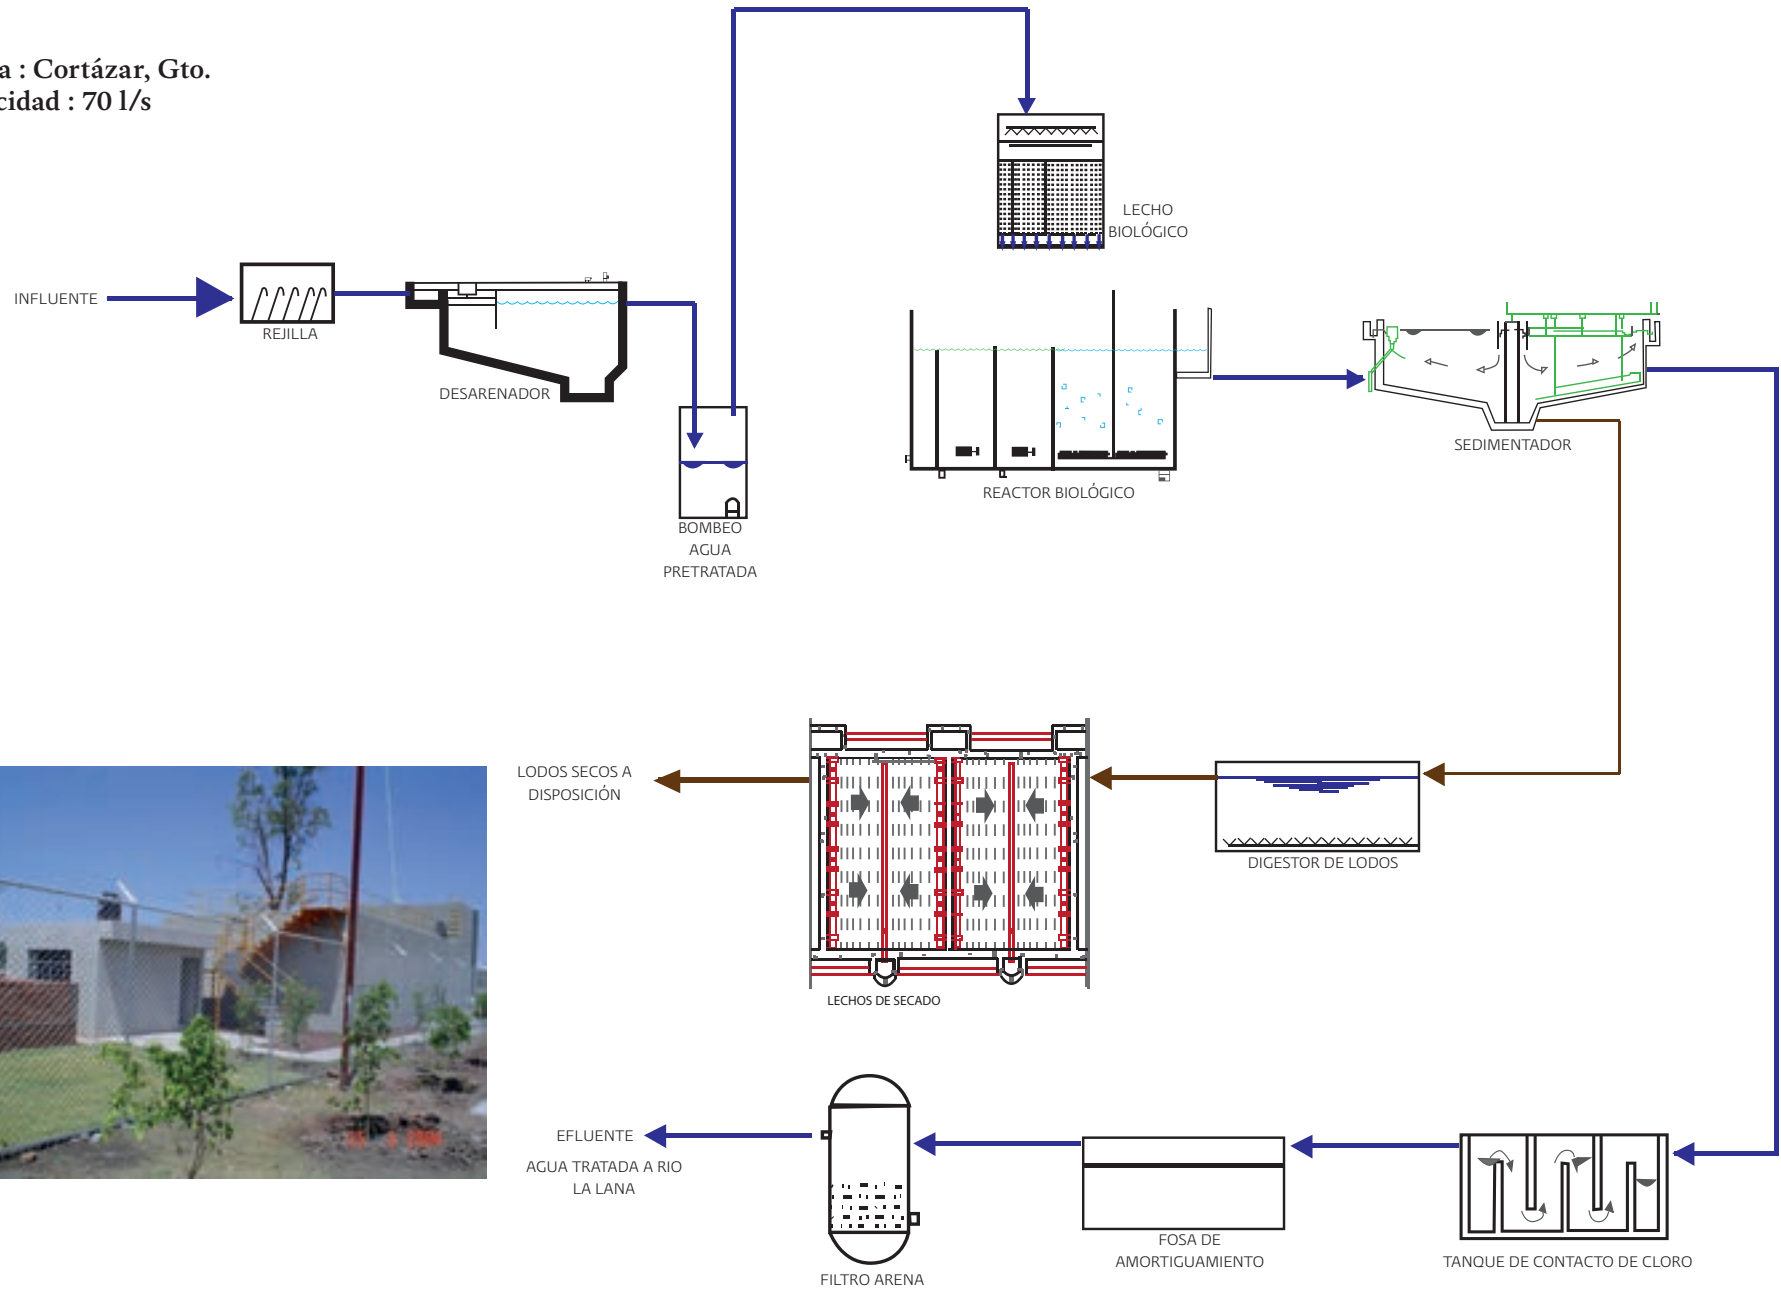 a : Cortázar, Gto.
cidad : 70 l/s
LECHO
BIOLÓGICO
INFLUENTE
REJILLA
DESARENADOR
SEDIMENTADOR
REACTOR BIOLÓGICO
BOMBEO
AGUA
PRETRATADA
LODOS SECOS A
DISPOSICIÓN
DIGESTOR DE LODOS
LECHOS DE SECADO
EFLUENTE
AGUA TRATADA A RIO
LA LANA
FOSA DE
AMORTIGUAMIENTO
TANQUE DE CONTACTO DE CLORO
FILTRO ARENA